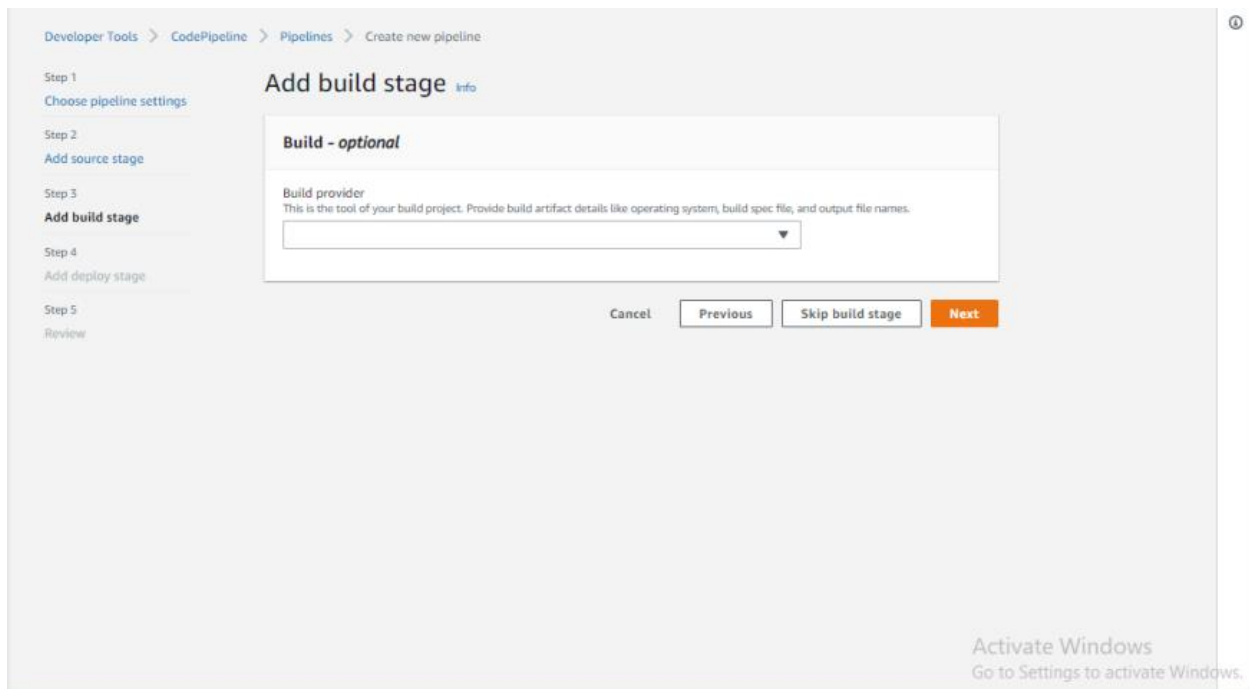 Developer Tools > CodePipeline > Pipelines > Create new pipeline
Step 1
Choose pipeline settings
Step 2
Add source stage
Step 3
Add build stage
Step 4
Add deploy stage
Step 5
Review
Add build stage Info
Build - optional
Build provider
This is the tool of your build project. Provide build artifact details like operating system, build spec file, and output file names.
Cancel Previous Skip build stage Next
Activate Windows
Go to Settings to activate Windows.